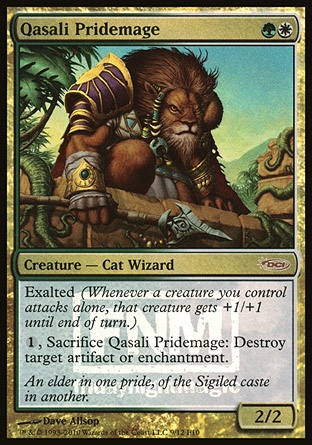 Qasali Pridemage
DCI
Creature — Cat Wizard
Exalted (Whenever a creature you control
attacks alone, that creature gets +1/+1
until end of turn.)
1, Sacrifice Qasali Pridemage: Destroy
target artifact or enchantment.
An elder in one pride, of the Sigiled caste
in another.
Dave Allsop
2/2